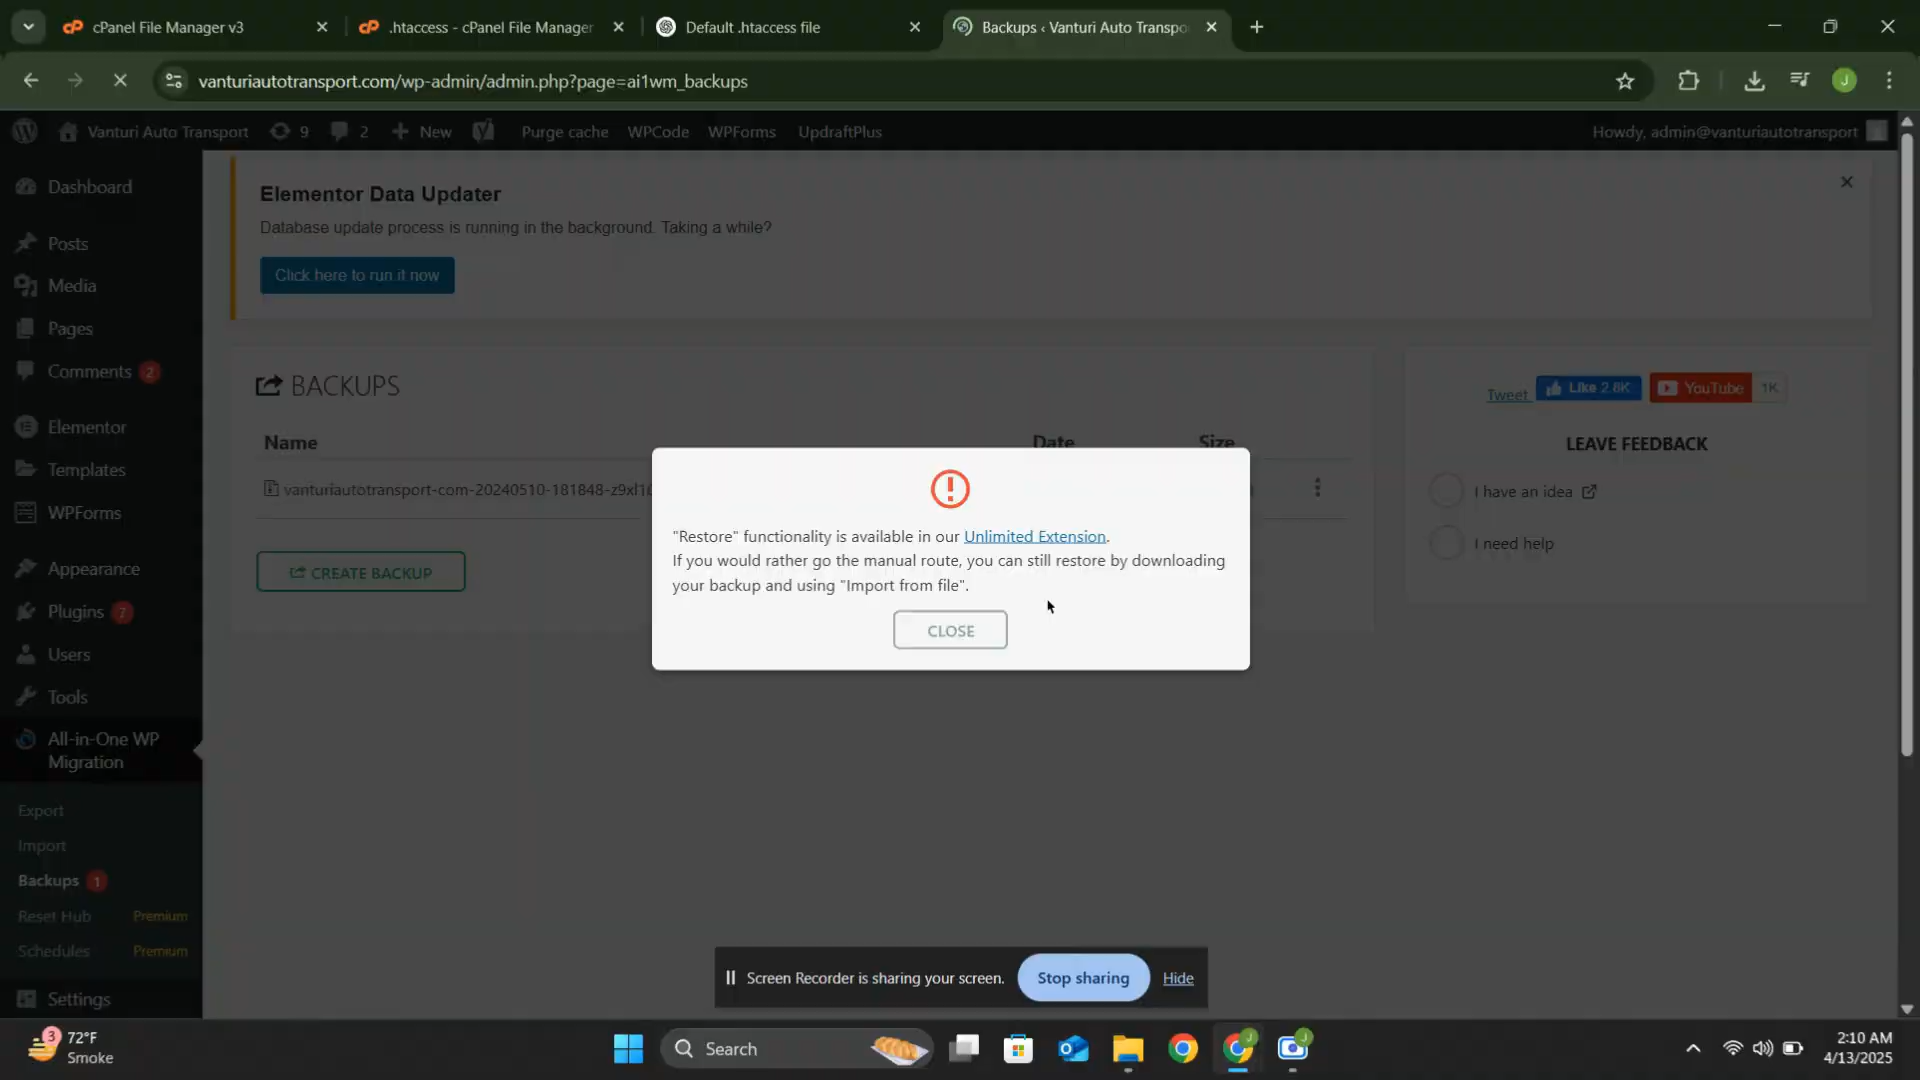 cPanel File Manager v3
.htaccess - cPanel File Manager
Default .htaccess file
Backups ‹ Vanturi Auto Transpo
vanturiautotransport.com/wp-admin/admin.php?page=ai1wm_backups
J
Vanturi Auto Transport
9
2
New
Purge cache
WPCode
WPForms
UpdraftPlus
Howdy, admin@vanturiautotransport
Dashboard
Posts
Media
Pages
Comments 2
Elementor
Templates
WPForms
Appearance
Plugins 7
Users
Tools
All-in-One WP
Migration
Export
Import
Backups 1
Reset Hub Premium
Schedules Premium
Settings
Elementor Data Updater
Database update process is running in the background. Taking a while?
Click here to run it now
BACKUPS
Name Date Size
vanturiautotransport-com-20240510-181848-z9xl1
CREATE BACKUP
Tweet Like 2.8K YouTube 1K
LEAVE FEEDBACK
I have an idea
I need help
"Restore" functionality is available in our Unlimited Extension.
If you would rather go the manual route, you can still restore by downloading
your backup and using "Import from file".
CLOSE
Screen Recorder is sharing your screen. Stop sharing Hide
3
72°F
Smoke
Search
2:10 AM
4/13/2025